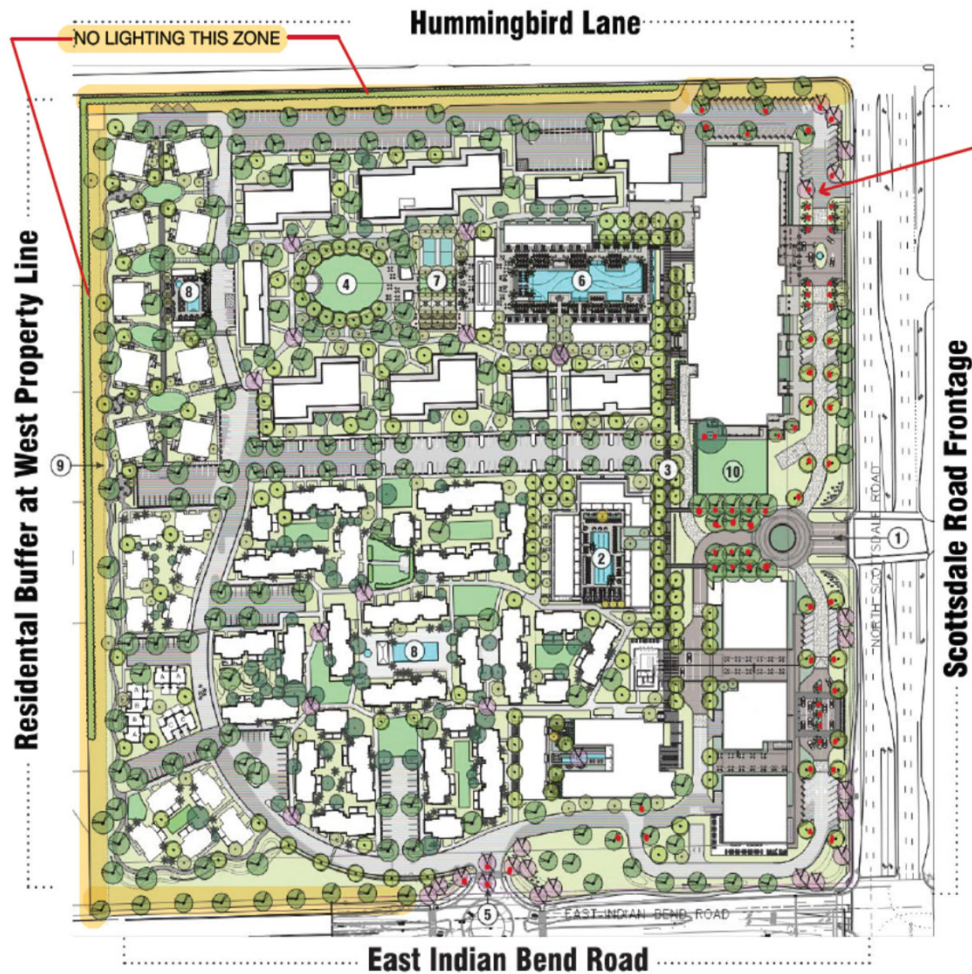 Hummingbird Lane
NO LIGHTING THIS ZONE
Residental Buffer at West Property Line
Scottsdale Road Frontage
8
4
7
6
9
3
10
2
1
NORTH SCOTTSDALE ROAD
8
5
EAST INDIAN BEND ROAD
East Indian Bend Road